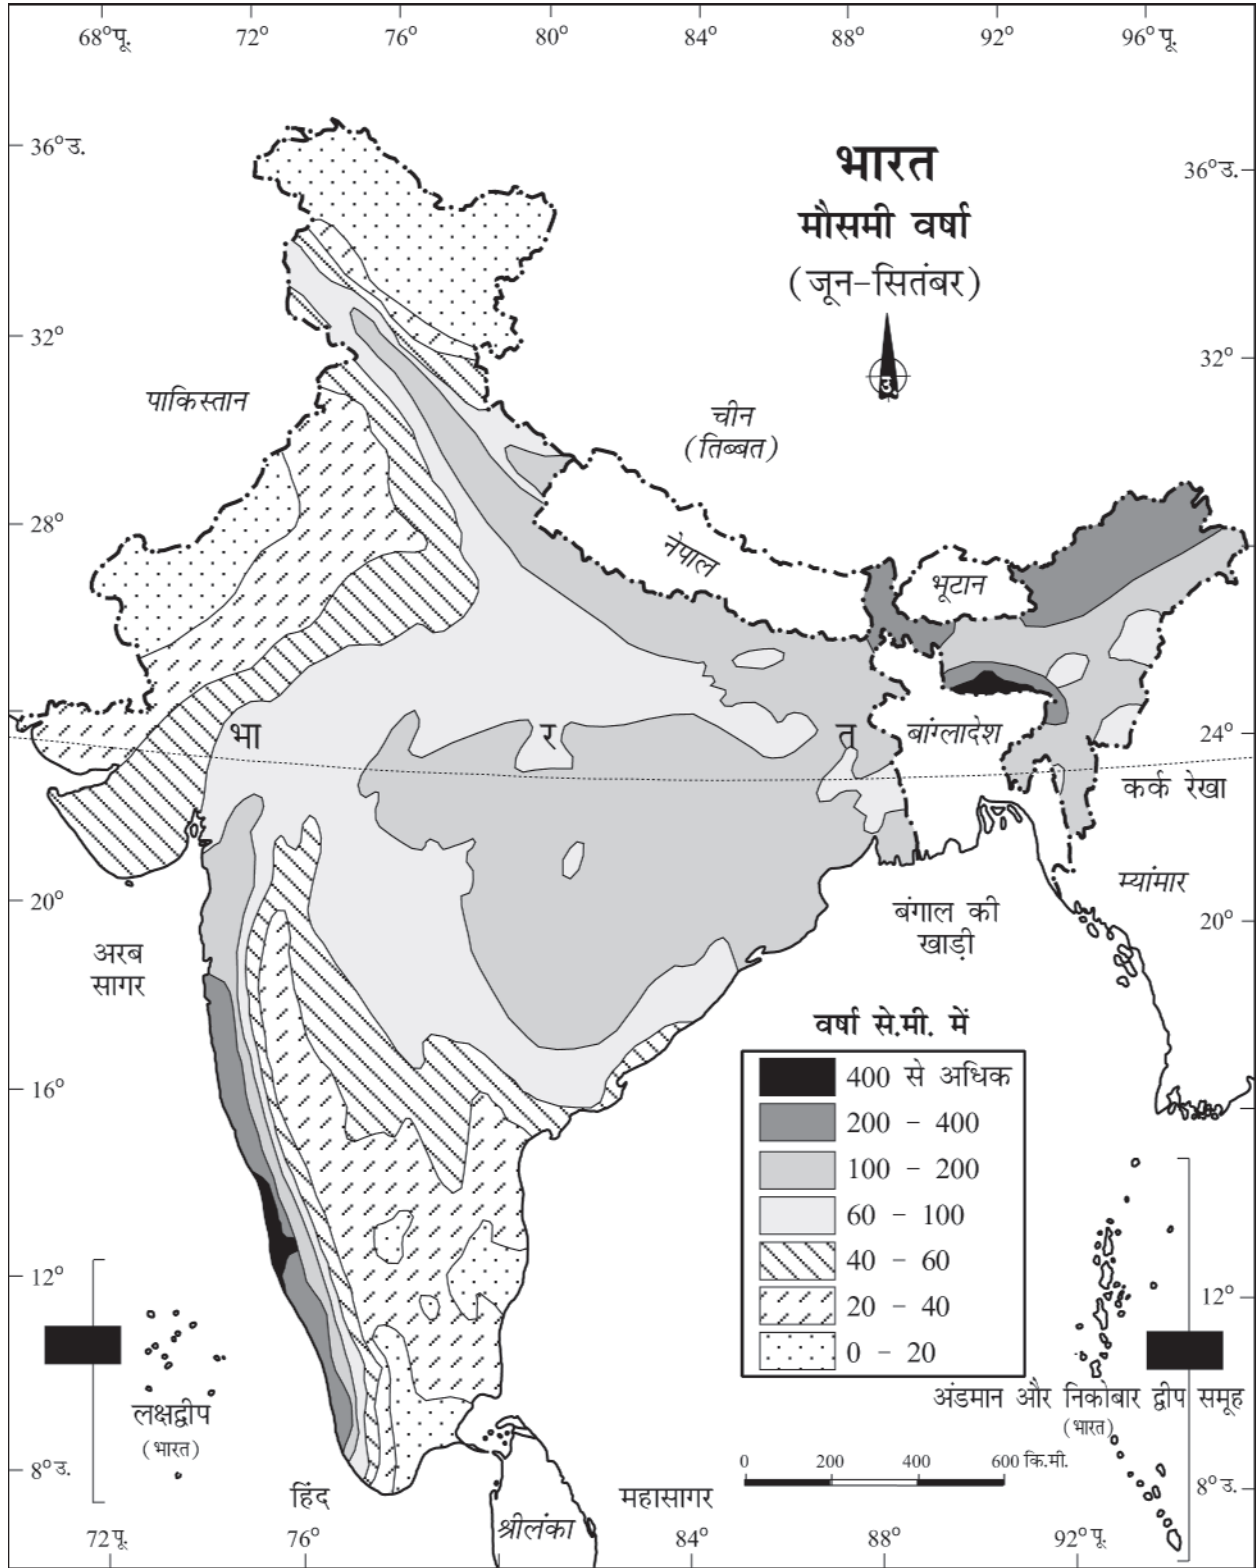 68°पू.
72°
76°
80°
84°
88°
92°
96° पू.
36°उ.
36°उ.
भारत
मौसमी वर्षा
(जून-सितंबर)
उ.
32°
32°
पाकिस्तान
चीन
(तिब्बत)
28°
नेपाल
भूटान
भा
र
त
बांग्लादेश
24°
कर्क रेखा
म्यांमार
20°
20°
अरब
सागर
बंगाल की
खाड़ी
वर्षा से.मी. में
400 से अधिक
200 - 400
100 - 200
60 - 100
40 - 60
20 - 40
0 - 20
16°
12°
12°
लक्षद्वीप
(भारत)
अंडमान और निकोबार द्वीप समूह
(भारत)
0 200 400 600 कि.मी.
8°उ.
8°उ.
हिंद
महासागर
श्रीलंका
72°पू.
76°
84°
88°
92°पू.